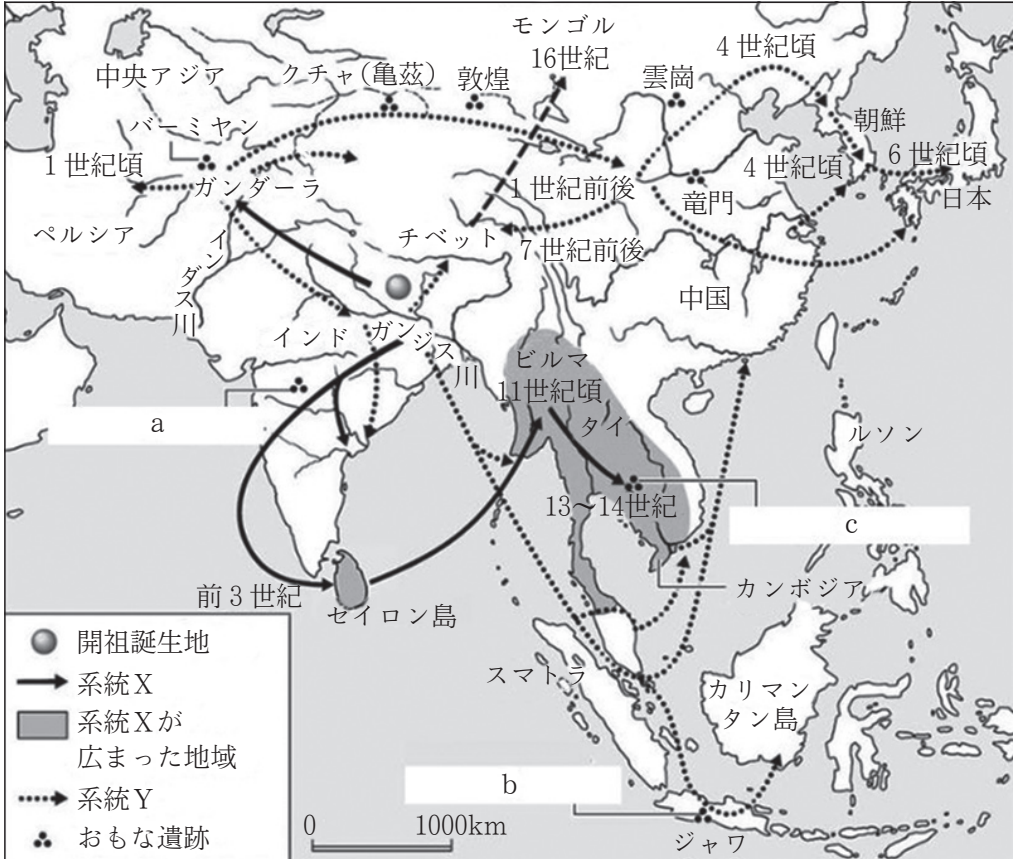 モンゴル
16世紀
4世紀頃
中央アジア
クチャ(亀茲)
敦煌
雲崗
バーミヤン
朝鮮
1世紀頃
4世紀頃
6世紀頃
ガンダーラ
1世紀前後
竜門
日本
ペルシア
チベット
7世紀前後
インダス川
中国
インド
ガンジス川
ビルマ
11世紀頃
a
タイ
ルソン
13〜14世紀
c
前3世紀
セイロン島
カンボジア
開祖誕生地
スマトラ
系統X
カリマン
タン島
系統Xが
広まった地域
b
系統Y
0 1000km
おもな遺跡
ジャワ